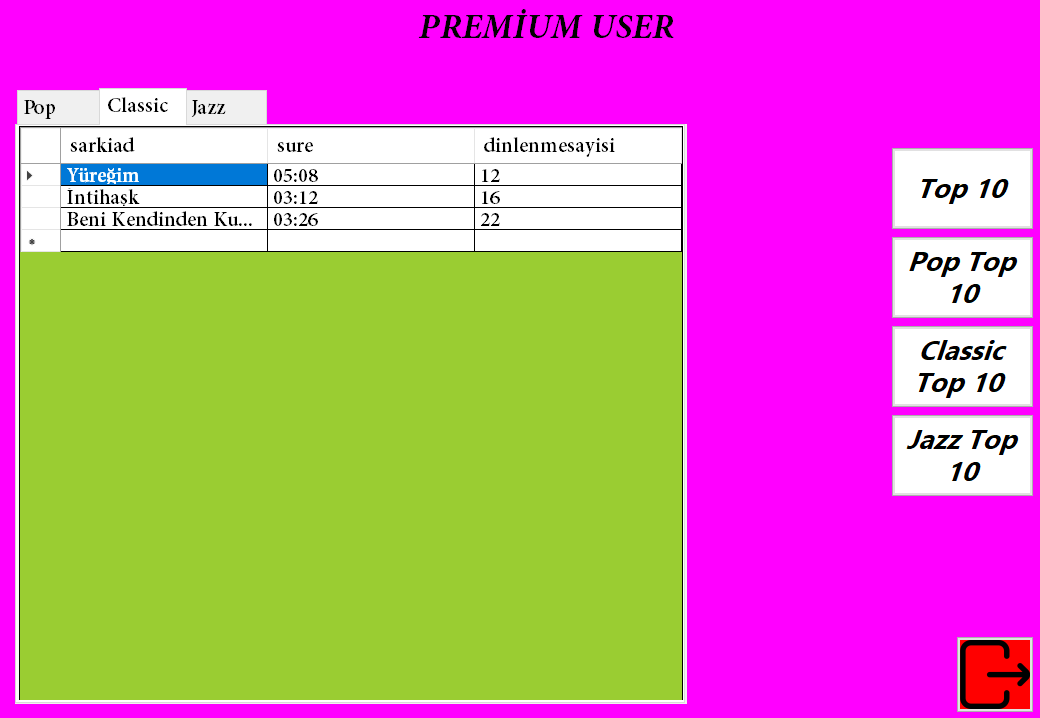 PREMİUM USER
Pop Classic Jazz
sarkiad sure dinlenmesayisi
Yüreğim 05:08 12
İntihaşk 03:12 16
Beni Kendinden Ku... 03:26 22
Top 10
Pop Top
10
Classic
Top 10
Jazz Top
10